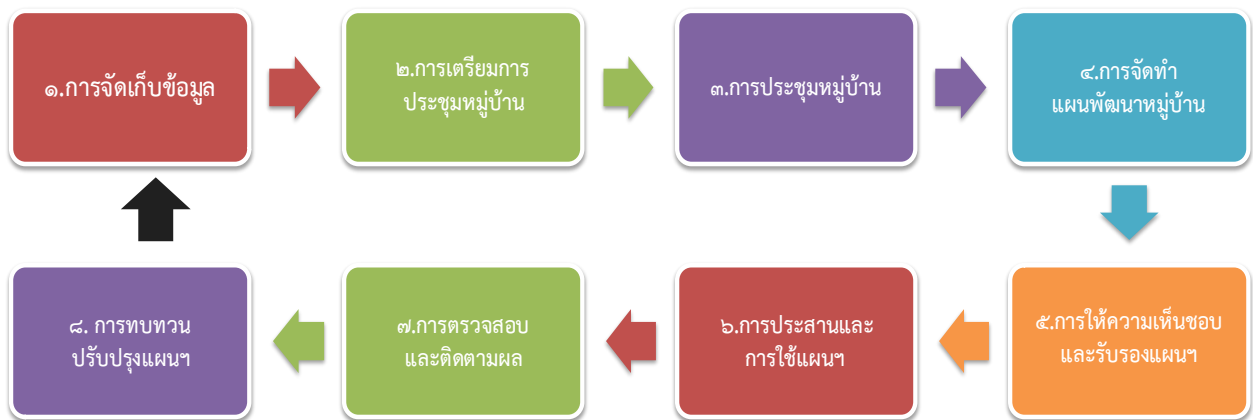 ๑.การจัดเก็บข้อมูล
๒.การเตรียมการ
ประชุมหมู่บ้าน
๓.การประชุมหมู่บ้าน
๔.การจัดทำ
แผนพัฒนาหมู่บ้าน
๕.การให้ความเห็นชอบ
และรับรองแผนฯ
๖.การประสานและ
การใช้แผนฯ
๗.การตรวจสอบ
และติดตามผล
๘. การทบทวน
ปรับปรุงแผนฯ